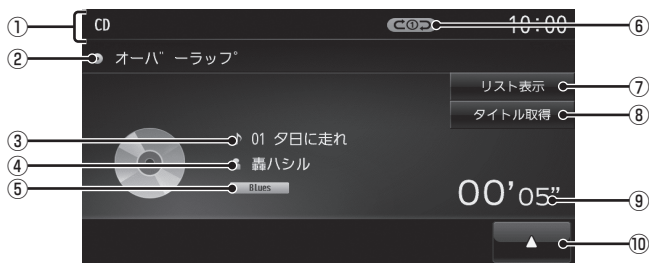 ① CD ① 10:00 ⑥
② オーハ゛ーラップ
リスト表示 ⑦
タイトル取得 ⑧
③ 01 夕日に走れ
④ 轟ハシル
⑤ Blues
00'05" ⑨
▲ ⑩